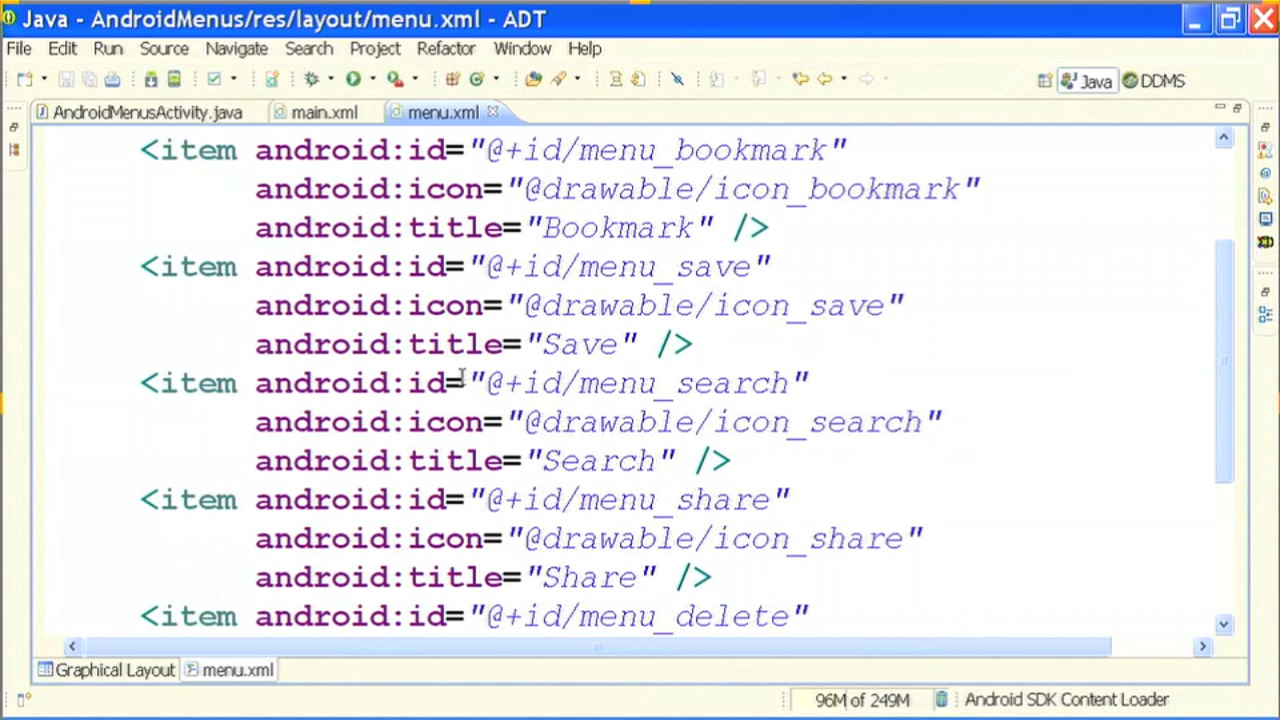 Java - AndroidMenus/res/layout/menu.xml - ADT
File Edit Run Source Navigate Search Project Refactor Window Help
Java DDMS
AndroidMenusActivity.java main.xml menu.xml
<item android:id="@+id/menu_bookmark"
android:icon="@drawable/icon_bookmark"
android:title="Bookmark" />
<item android:id="@+id/menu_save"
android:icon="@drawable/icon_save"
android:title="Save" />
<item android:id="@+id/menu_search"
android:icon="@drawable/icon_search"
android:title="Search" />
<item android:id="@+id/menu_share"
android:icon="@drawable/icon_share"
android:title="Share" />
<item android:id="@+id/menu_delete"
Graphical Layout menu.xml
96M of 249M Android SDK Content Loader